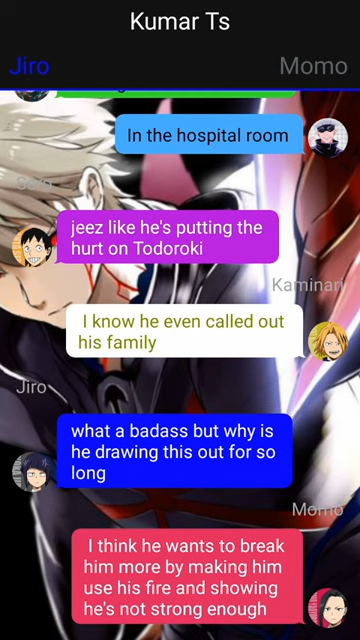 Kumar Ts
Jiro
Momo
In the hospital room
Sero
jeez like he's putting the
hurt on Todoroki
Kaminari
I know he even called out
his family
Jiro
what a badass but why is
he drawing this out for so
long
Momo
I think he wants to break
him more by making him
use his fire and showing
he's not strong enough